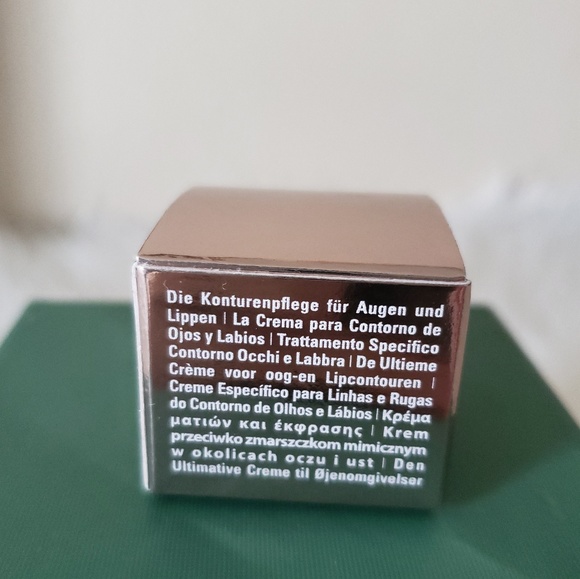 Die Konturenpflege für Augen und
Lippen | La Crema para Contorno de
Ojos y Labios | Trattamento Specifico
Contorno Occhi e Labbra | De Ultieme
Crème voor oog-en Lipcontouren |
Creme Específico para Linhas e Rugas
do Contorno de Olhos e Lábios | Κρέμα
ματιών και έκφρασης | Krem
przeciwko zmarszczkom mimicznym
w okolicach oczu i ust | Den
Ultimative Creme til Øjenomgivelser